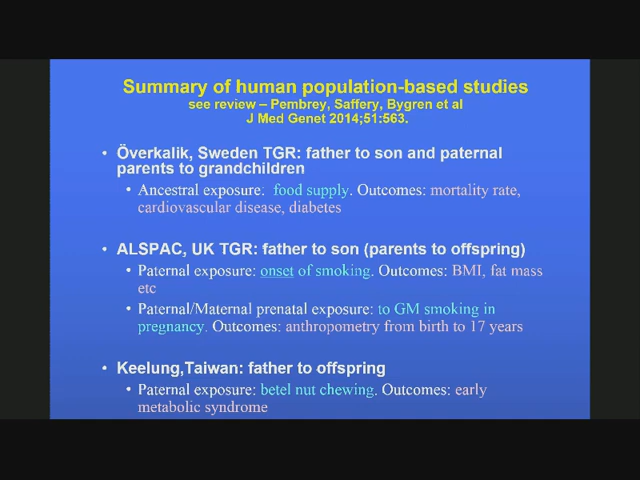 Summary of human population-based studies
see review – Pembrey, Saffery, Bygren et al
J Med Genet 2014;51:563.
• Överkalik, Sweden TGR: father to son and paternal
parents to grandchildren
• Ancestral exposure: food supply. Outcomes: mortality rate,
cardiovascular disease, diabetes
• ALSPAC, UK TGR: father to son (parents to offspring)
• Paternal exposure: onset of smoking. Outcomes: BMI, fat mass
etc
• Paternal/Maternal prenatal exposure: to GM smoking in
pregnancy. Outcomes: anthropometry from birth to 17 years
• Keelung,Taiwan: father to offspring
• Paternal exposure: betel nut chewing. Outcomes: early
metabolic syndrome